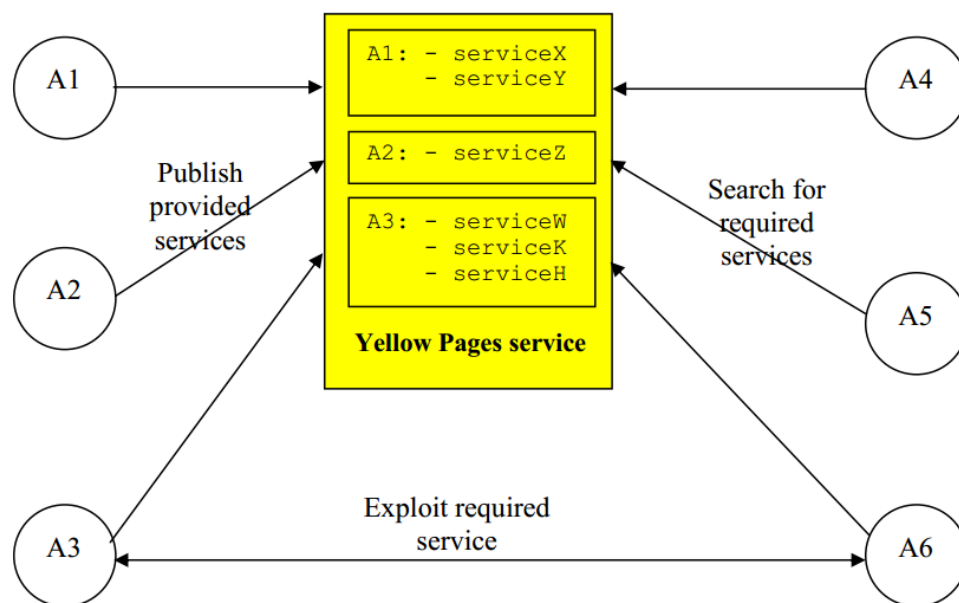 A1
A1: - serviceX
- serviceY
A4
A2: - serviceZ
Publish
provided
services
Search for
required
services
A3: - serviceW
- serviceK
- serviceH
A2
A5
Yellow Pages service
Exploit required
service
A3
A6